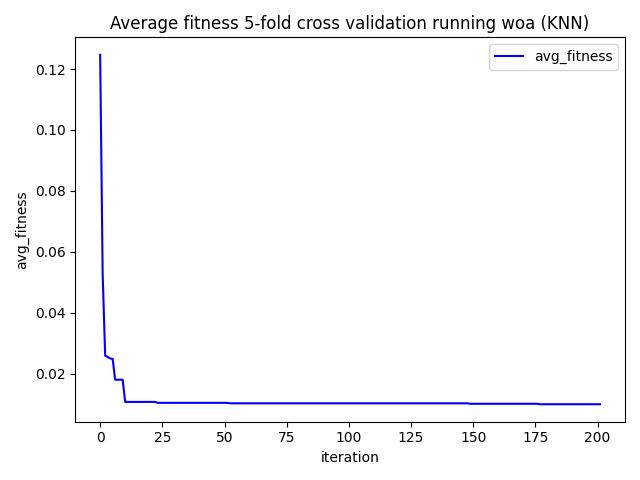 Average fitness 5-fold cross validation running woa (KNN)
avg_fitness
0.12
0.10
0.08
0.06
0.04
0.02
avg_fitness
0 25 50 75 100 125 150 175 200
iteration